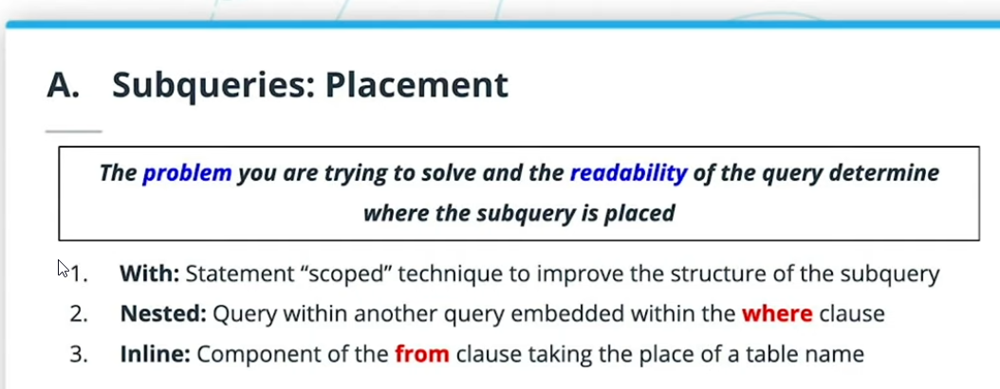 A. Subqueries: Placement
The problem you are trying to solve and the readability of the query determine
where the subquery is placed
1. With: Statement “scoped” technique to improve the structure of the subquery
2. Nested: Query within another query embedded within the where clause
3. Inline: Component of the from clause taking the place of a table name